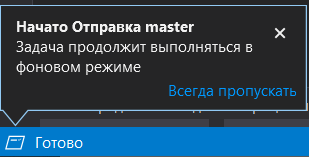 Начато Отправка master
Задача продолжит выполняться в
фоновом режиме
Всегда пропускать
Готово